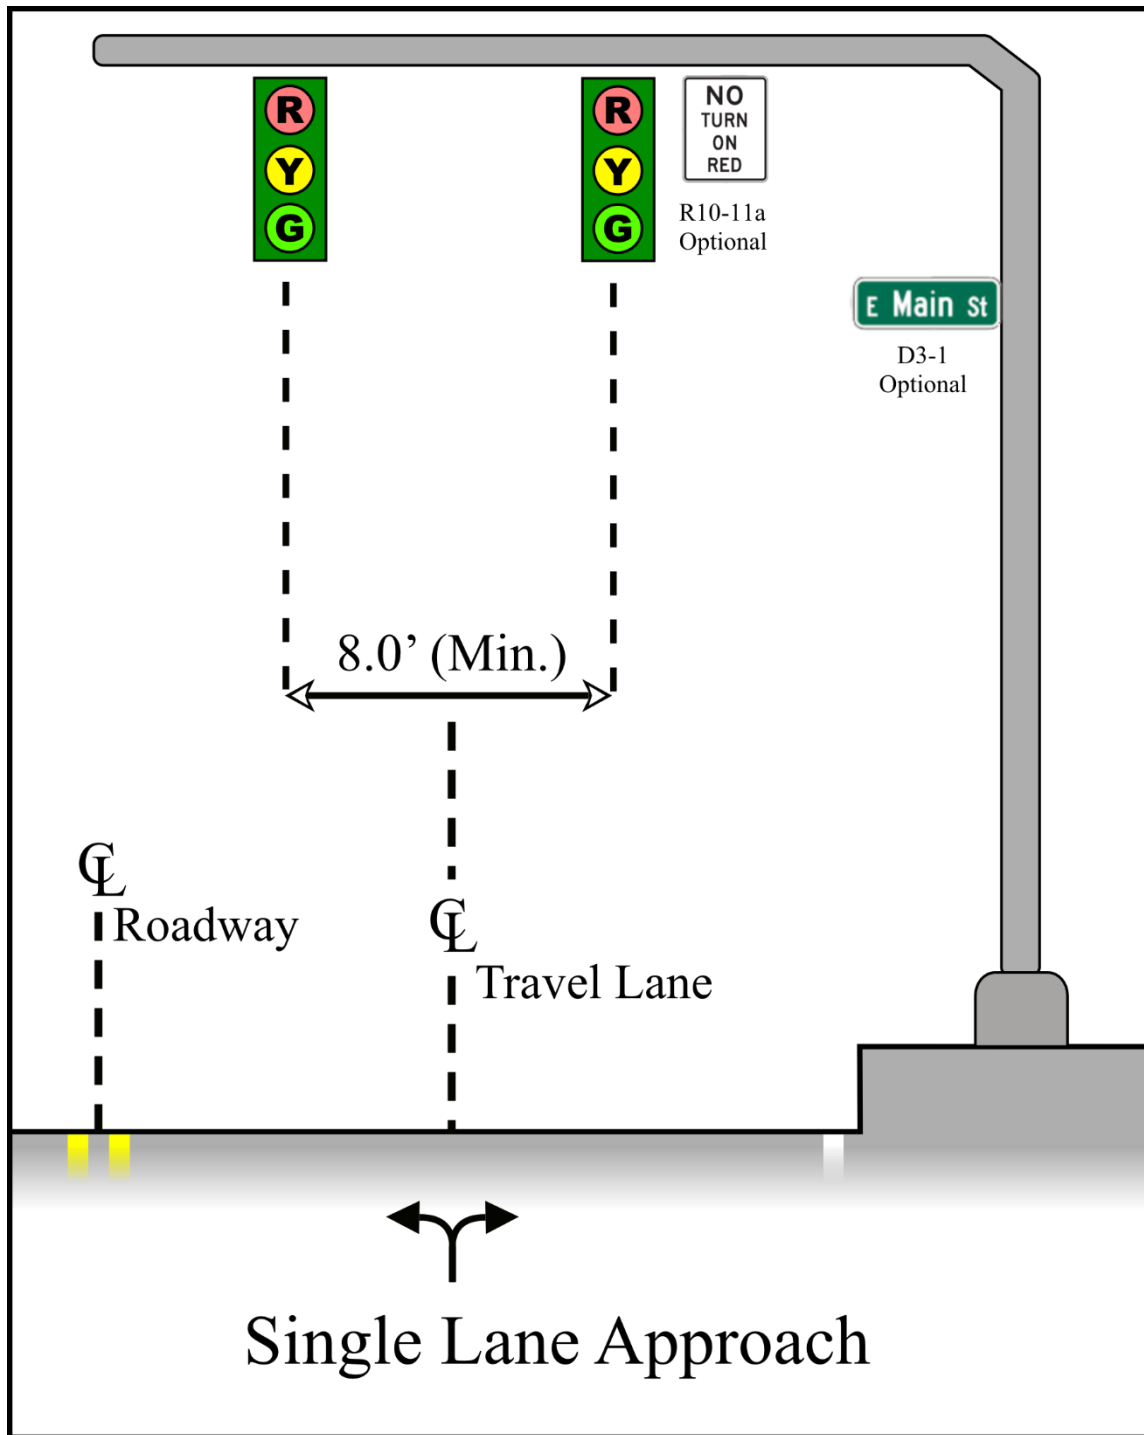 R
Y
G
R
Y
G
NO
TURN
ON
RED
R10-11a
Optional
E Main St
D3-1
Optional
8.0’ (Min.)
℄
Roadway
℄
Travel Lane
Single Lane Approach